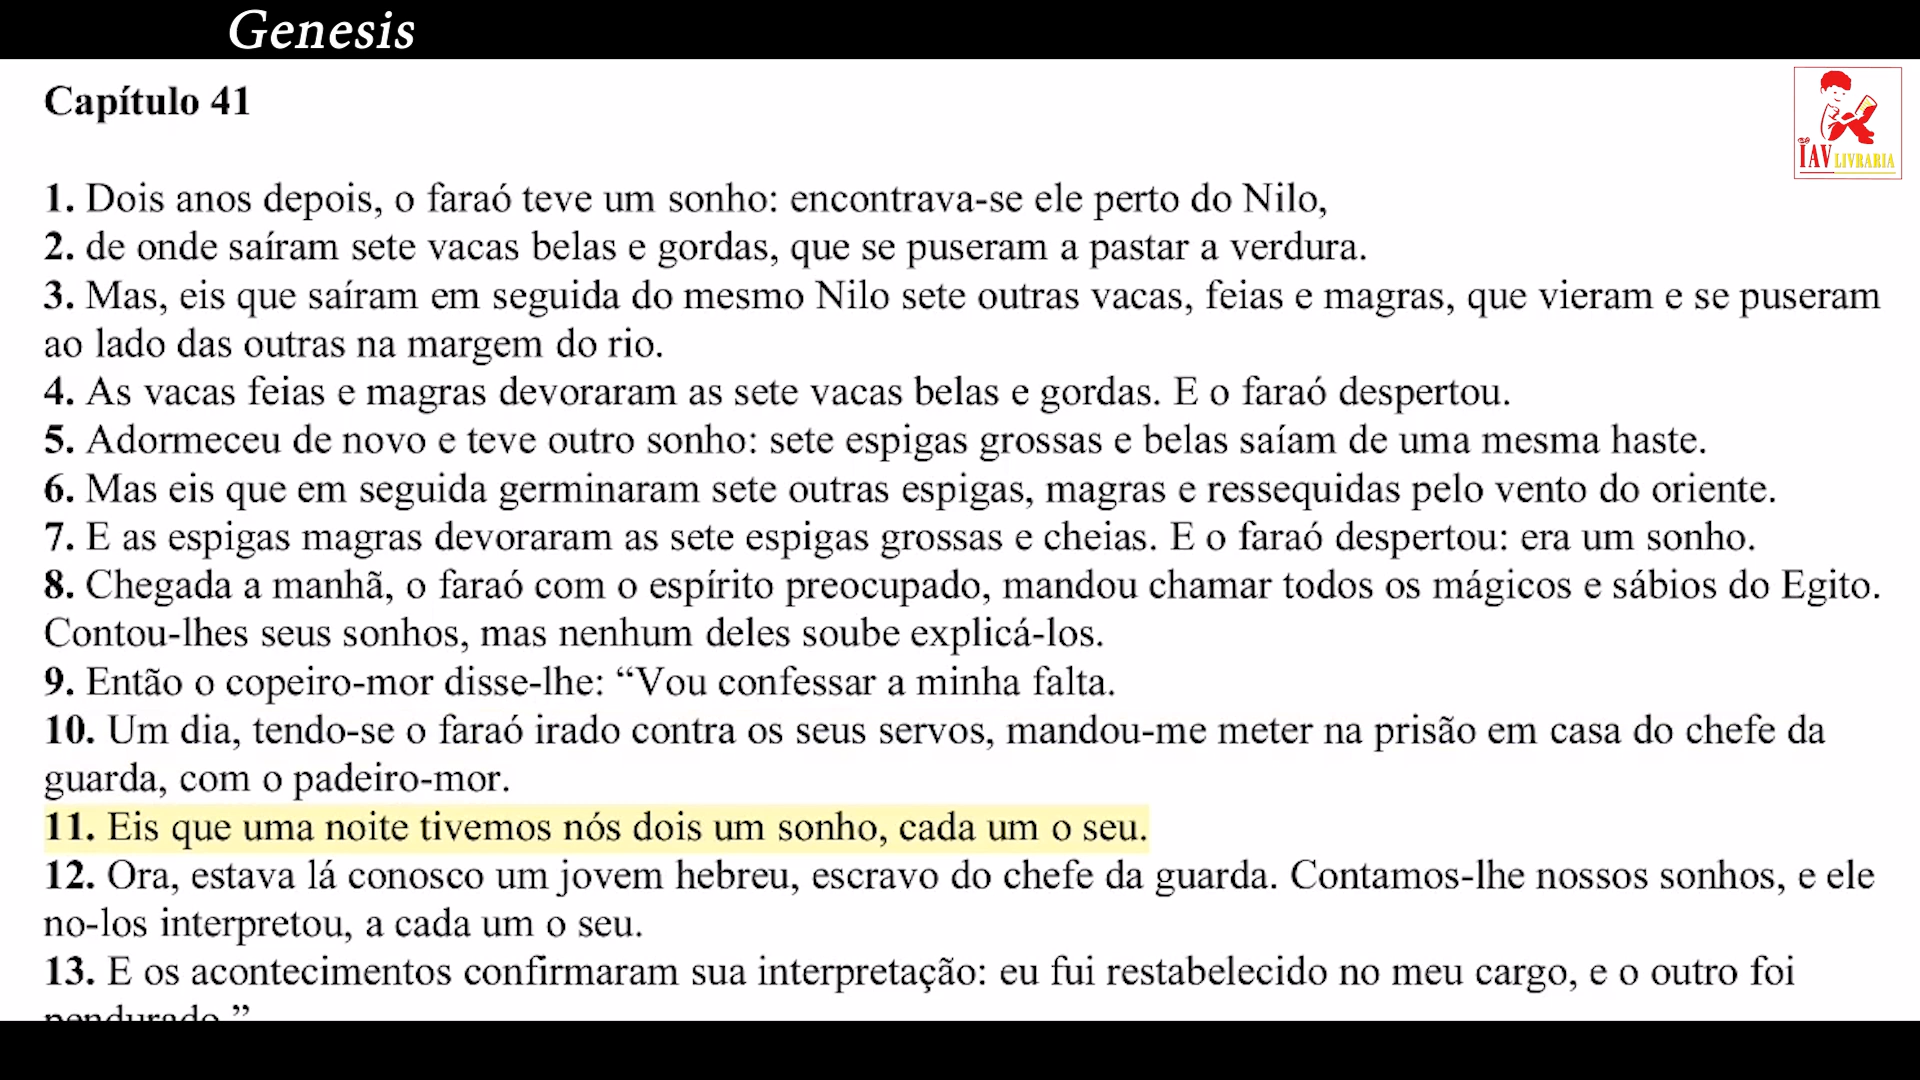 Genesis
Capítulo 41
IAV LIVRARIA
1. Dois anos depois, o faraó teve um sonho: encontrava-se ele perto do Nilo,
2. de onde saíram sete vacas belas e gordas, que se puseram a pastar a verdura.
3. Mas, eis que saíram em seguida do mesmo Nilo sete outras vacas, feias e magras, que vieram e se puseram
ao lado das outras na margem do rio.
4. As vacas feias e magras devoraram as sete vacas belas e gordas. E o faraó despertou.
5. Adormeceu de novo e teve outro sonho: sete espigas grossas e belas saíam de uma mesma haste.
6. Mas eis que em seguida germinaram sete outras espigas, magras e ressequidas pelo vento do oriente.
7. E as espigas magras devoraram as sete espigas grossas e cheias. E o faraó despertou: era um sonho.
8. Chegada a manhã, o faraó com o espírito preocupado, mandou chamar todos os mágicos e sábios do Egito.
Contou-lhes seus sonhos, mas nenhum deles soube explicá-los.
9. Então o copeiro-mor disse-lhe: “Vou confessar a minha falta.
10. Um dia, tendo-se o faraó irado contra os seus servos, mandou-me meter na prisão em casa do chefe da
guarda, com o padeiro-mor.
11. Eis que uma noite tivemos nós dois um sonho, cada um o seu.
12. Ora, estava lá conosco um jovem hebreu, escravo do chefe da guarda. Contamos-lhe nossos sonhos, e ele
no-los interpretou, a cada um o seu.
13. E os acontecimentos confirmaram sua interpretação: eu fui restabelecido no meu cargo, e o outro foi
pendurado.”